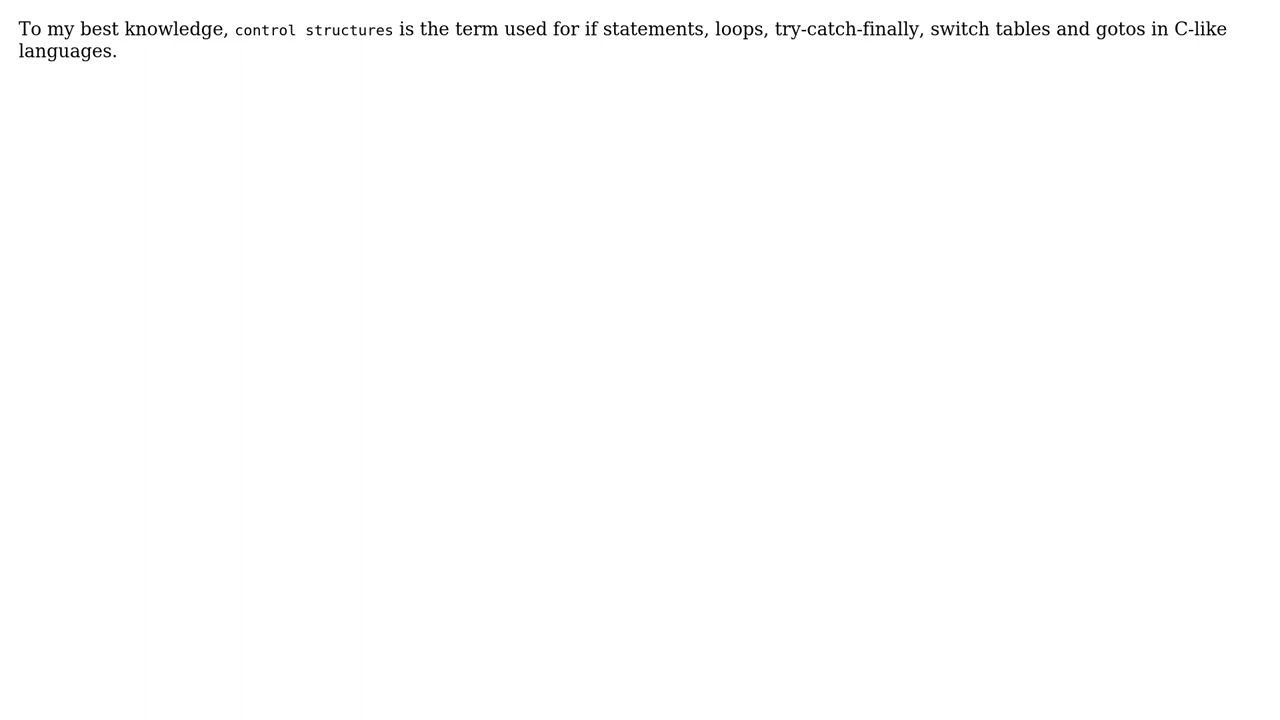 To my best knowledge, control structures is the term used for if statements, loops, try-catch-finally, switch tables and gotos in C-like
languages.